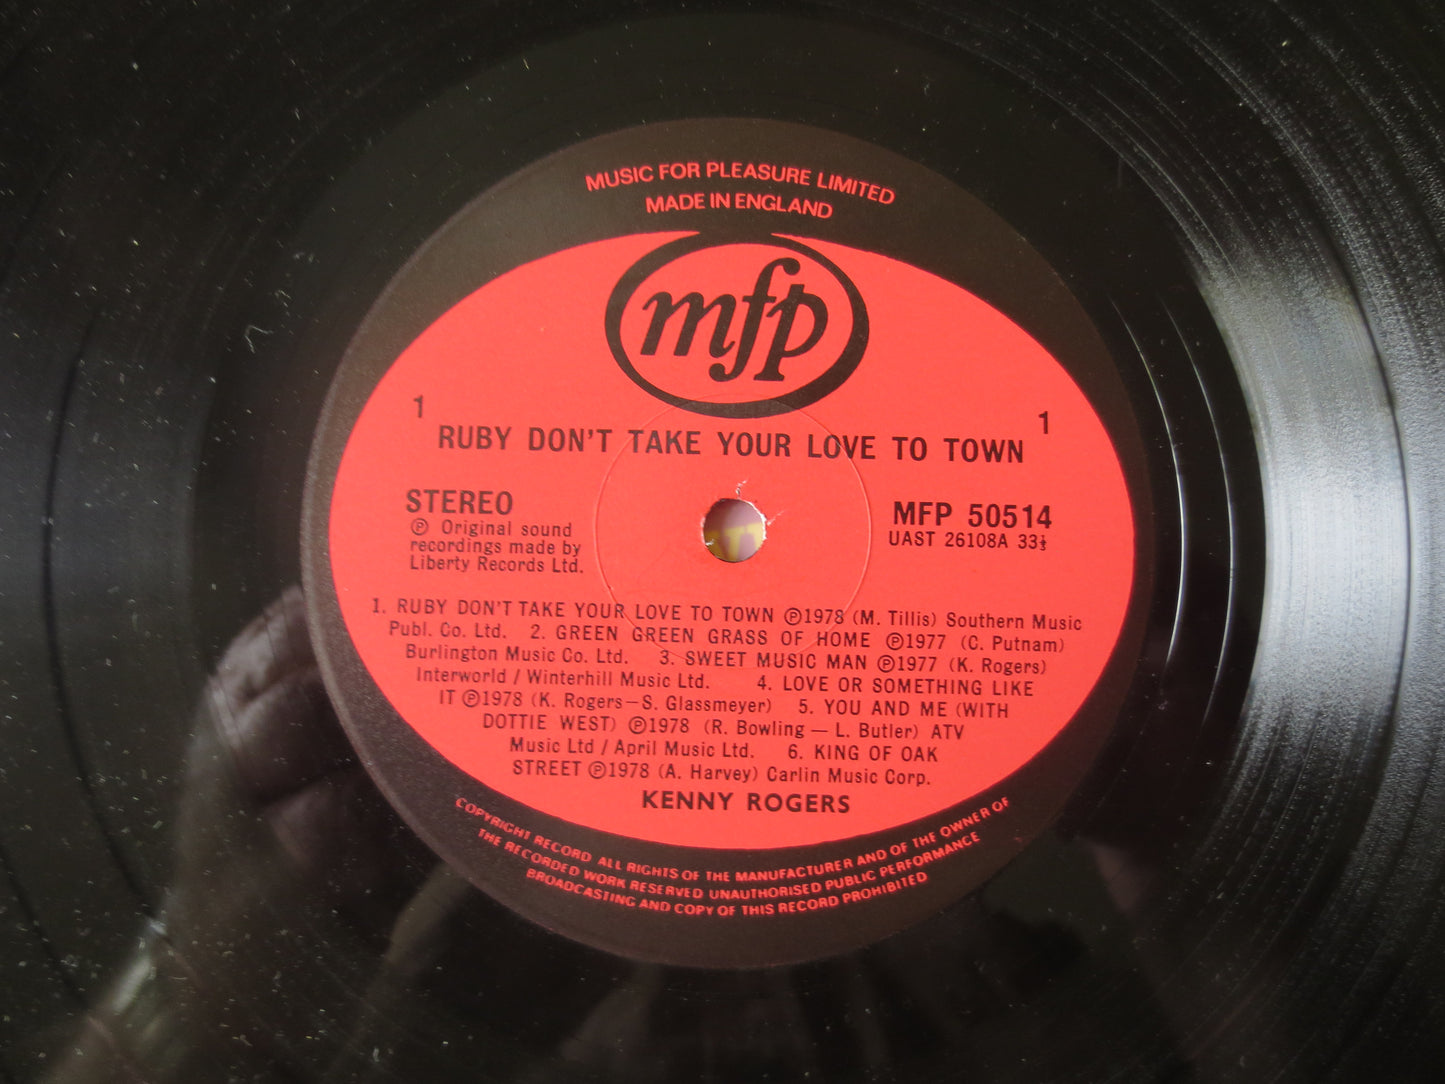 MUSIC FOR PLEASURE LIMITED
MADE IN ENGLAND
mfp
1 1
RUBY DON'T TAKE YOUR LOVE TO TOWN
STEREO
℗ Original sound
recordings made by
Liberty Records Ltd.
MFP 50514
UAST 26108A 33⅓
1. RUBY DON'T TAKE YOUR LOVE TO TOWN ℗1978 (M. Tillis) Southern Music
Publ. Co. Ltd. 2. GREEN GREEN GRASS OF HOME ℗1977 (C. Putnam)
Burlington Music Co. Ltd. 3. SWEET MUSIC MAN ℗1977 (K. Rogers)
Interworld / Winterhill Music Ltd. 4. LOVE OR SOMETHING LIKE
IT ℗1978 (K. Rogers—S. Glassmeyer) 5. YOU AND ME (WITH
DOTTIE WEST) ℗1978 (R. Bowling — L. Butler) ATV
Music Ltd / April Music Ltd. 6. KING OF OAK
STREET ℗1978 (A. Harvey) Carlin Music Corp.
KENNY ROGERS
COPYRIGHT RECORD ALL RIGHTS OF THE MANUFACTURER AND OF THE OWNER OF
THE RECORDED WORK RESERVED UNAUTHORISED PUBLIC PERFORMANCE
BROADCASTING AND COPY OF THIS RECORD PROHIBITED